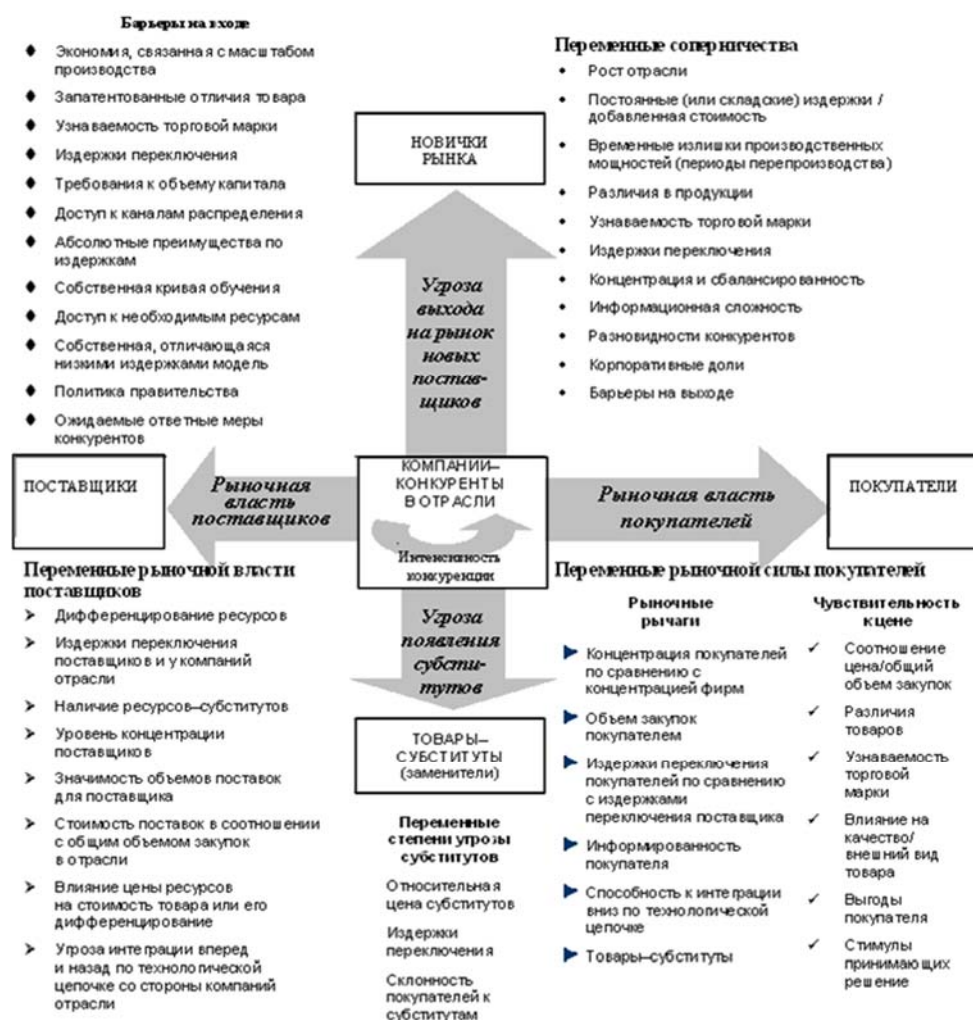 Барьеры на входе
Экономия, связанная с масштабом
производства
Запатентованные отличия товара
Узнаваемость торговой марки
Издержки переключения
Требования к объему капитала
Доступ к каналам распределения
Абсолютные преимущества по
издержкам
Собственная кривая обучения
Доступ к необходимым ресурсам
Собственная, отличающаяся
низкими издержками модель
Политика правительства
Ожидаемые ответные меры
конкурентов
НОВИЧКИ
РЫНКА
Переменные соперничества
Рост отрасли
Постоянные (или складские) издержки /
добавленная стоимость
Временные излишки производственных
мощностей (периоды перепроизводства)
Различия в продукции
Узнаваемость торговой марки
Издержки переключения
Концентрация и сбалансированность
Информационная сложность
Разновидности конкурентов
Корпоративные доли
Барьеры на выходе
Угроза
выхода
на рынок
новых
постав-
щиков
ПОСТАВЩИКИ
Рыночная
власть
поставщиков
КОМПАНИИ–
КОНКУРЕНТЫ
В ОТРАСЛИ
Интенсивность
конкуренции
Рыночная власть
покупателей
ПОКУПАТЕЛИ
Переменные рыночной власти
поставщиков
Дифференцирование ресурсов
Издержки переключения
поставщиков и у компаний
отрасли
Наличие ресурсов–субститутов
Уровень концентрации
поставщиков
Значимость объемов поставок
для поставщика
Стоимость поставок в соотношении
с общим объемом закупок
в отрасли
Влияние цены ресурсов
на стоимость товара или его
дифференцирование
Угроза интеграции вперед
и назад по технологической
цепочке со стороны компаний
отрасли
Угроза
появления
субсти-
тутов
ТОВАРЫ–
СУБСТИТУТЫ
(заменители)
Переменные
степени угрозы
субститутов
Относительная
цена субститутов
Издержки
переключения
Склонность
покупателей к
субститутам
Переменные рыночной силы покупателей
Рыночные
рычаги
Концентрация покупателей
по сравнению с
концентрацией фирм
Объем закупок
покупателем
Издержки переключения
покупателей по сравнению
с издержками
переключения поставщика
Информированность
покупателя
Способность к интеграции
вниз по технологической
цепочке
Товары–субституты
Чувствительность
к цене
Соотношение
цена/общий
объем закупок
Различия
товаров
Узнаваемость
торговой
марки
Влияние на
качество/
внешний вид
товара
Выгоды
покупателя
Стимулы
принимающих
решение